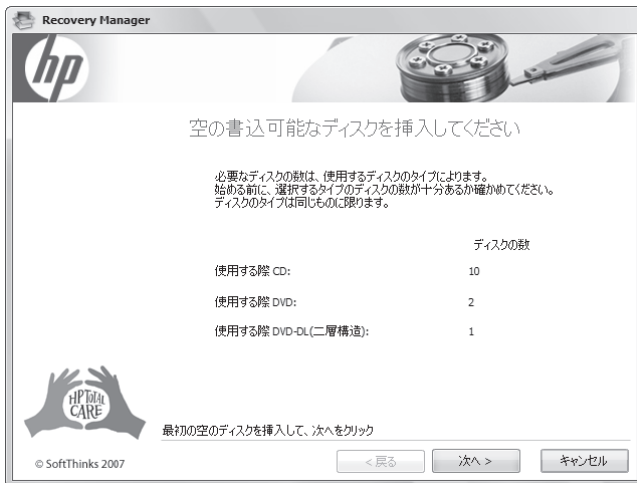 Recovery Manager
hp
空の書込可能なディスクを挿入してください
必要なディスクの数は、使用するディスクのタイプによります。
始める前に、選択するタイプのディスクの数が十分あるか確かめてください。
ディスクのタイプは同じものに限ります。
ディスクの数
使用する際 CD: 10
使用する際 DVD: 2
使用する際 DVD-DL(二層構造): 1
HP TOTAL
CARE
最初の空のディスクを挿入して、次へをクリック
© SoftThinks 2007
< 戻る 次へ > キャンセル